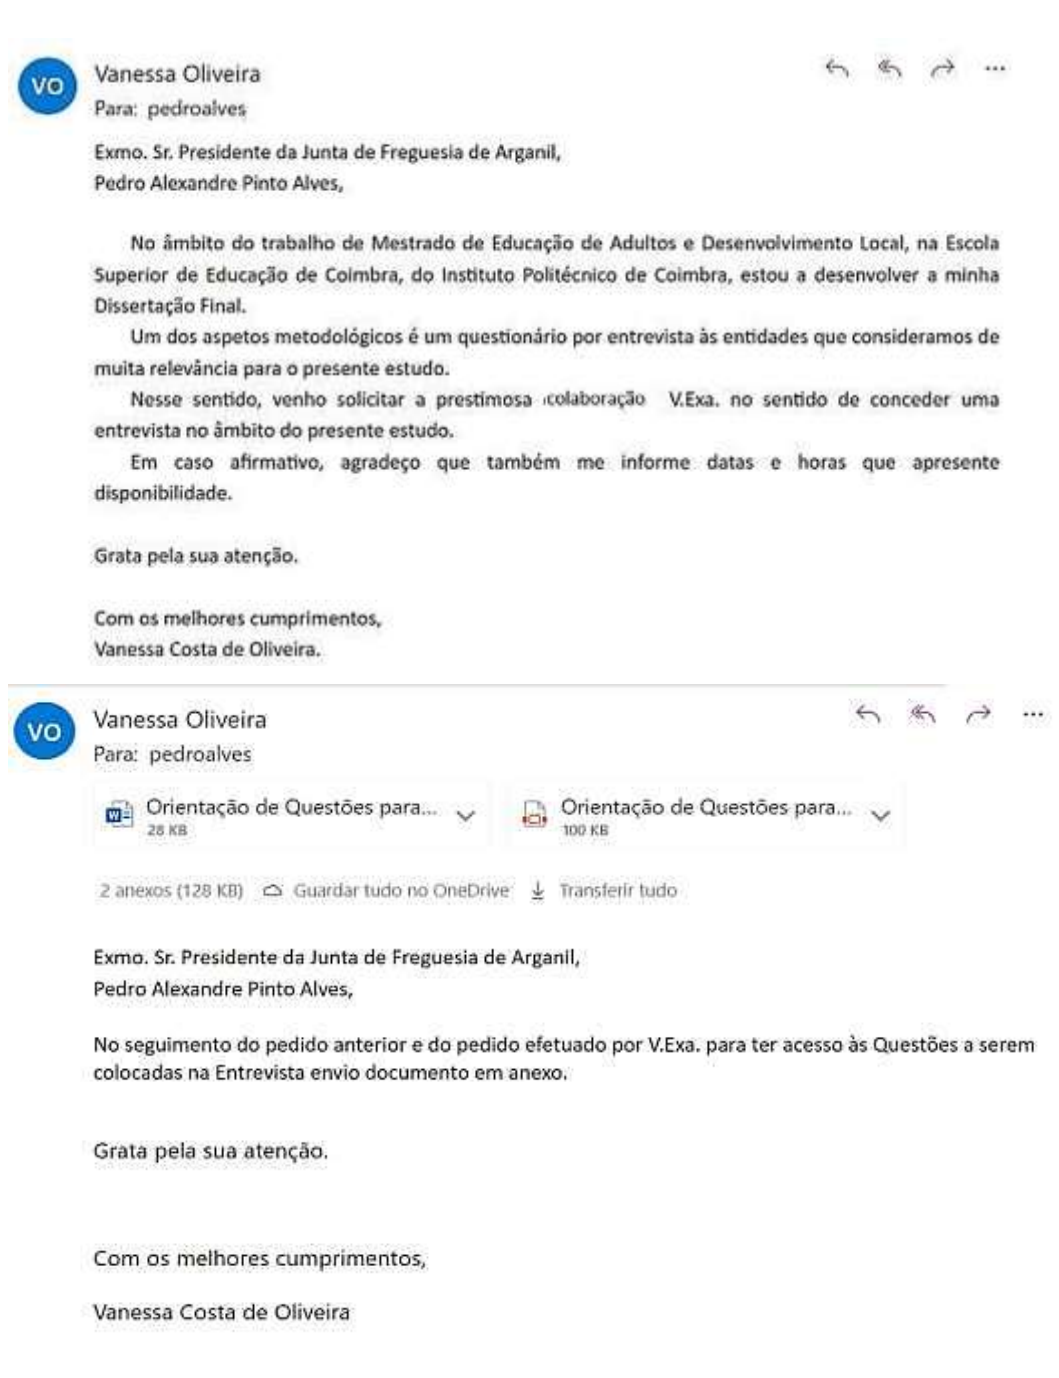 VO
Vanessa Oliveira
Para: pedroalves
Exmo. Sr. Presidente da Junta de Freguesia de Arganil,
Pedro Alexandre Pinto Alves,
No âmbito do trabalho de Mestrado de Educação de Adultos e Desenvolvimento Local, na Escola
Superior de Educação de Coimbra, do Instituto Politécnico de Coimbra, estou a desenvolver a minha
Dissertação Final.
Um dos aspetos metodológicos é um questionário por entrevista às entidades que consideramos de
muita relevância para o presente estudo.
Nesse sentido, venho solicitar a prestimosa colaboração V.Exa. no sentido de conceder uma
entrevista no âmbito do presente estudo.
Em caso afirmativo, agradeço que também me informe datas e horas que apresente
disponibilidade.
Grata pela sua atenção.
Com os melhores cumprimentos,
Vanessa Costa de Oliveira.
VO
Vanessa Oliveira
Para: pedroalves
Orientação de Questões para...
28 KB
Orientação de Questões para...
100 KB
2 anexos (128 KB) Guardar tudo no OneDrive Transferir tudo
Exmo. Sr. Presidente da Junta de Freguesia de Arganil,
Pedro Alexandre Pinto Alves,
No seguimento do pedido anterior e do pedido efetuado por V.Exa. para ter acesso às Questões a serem
colocadas na Entrevista envio documento em anexo.
Grata pela sua atenção.
Com os melhores cumprimentos,
Vanessa Costa de Oliveira